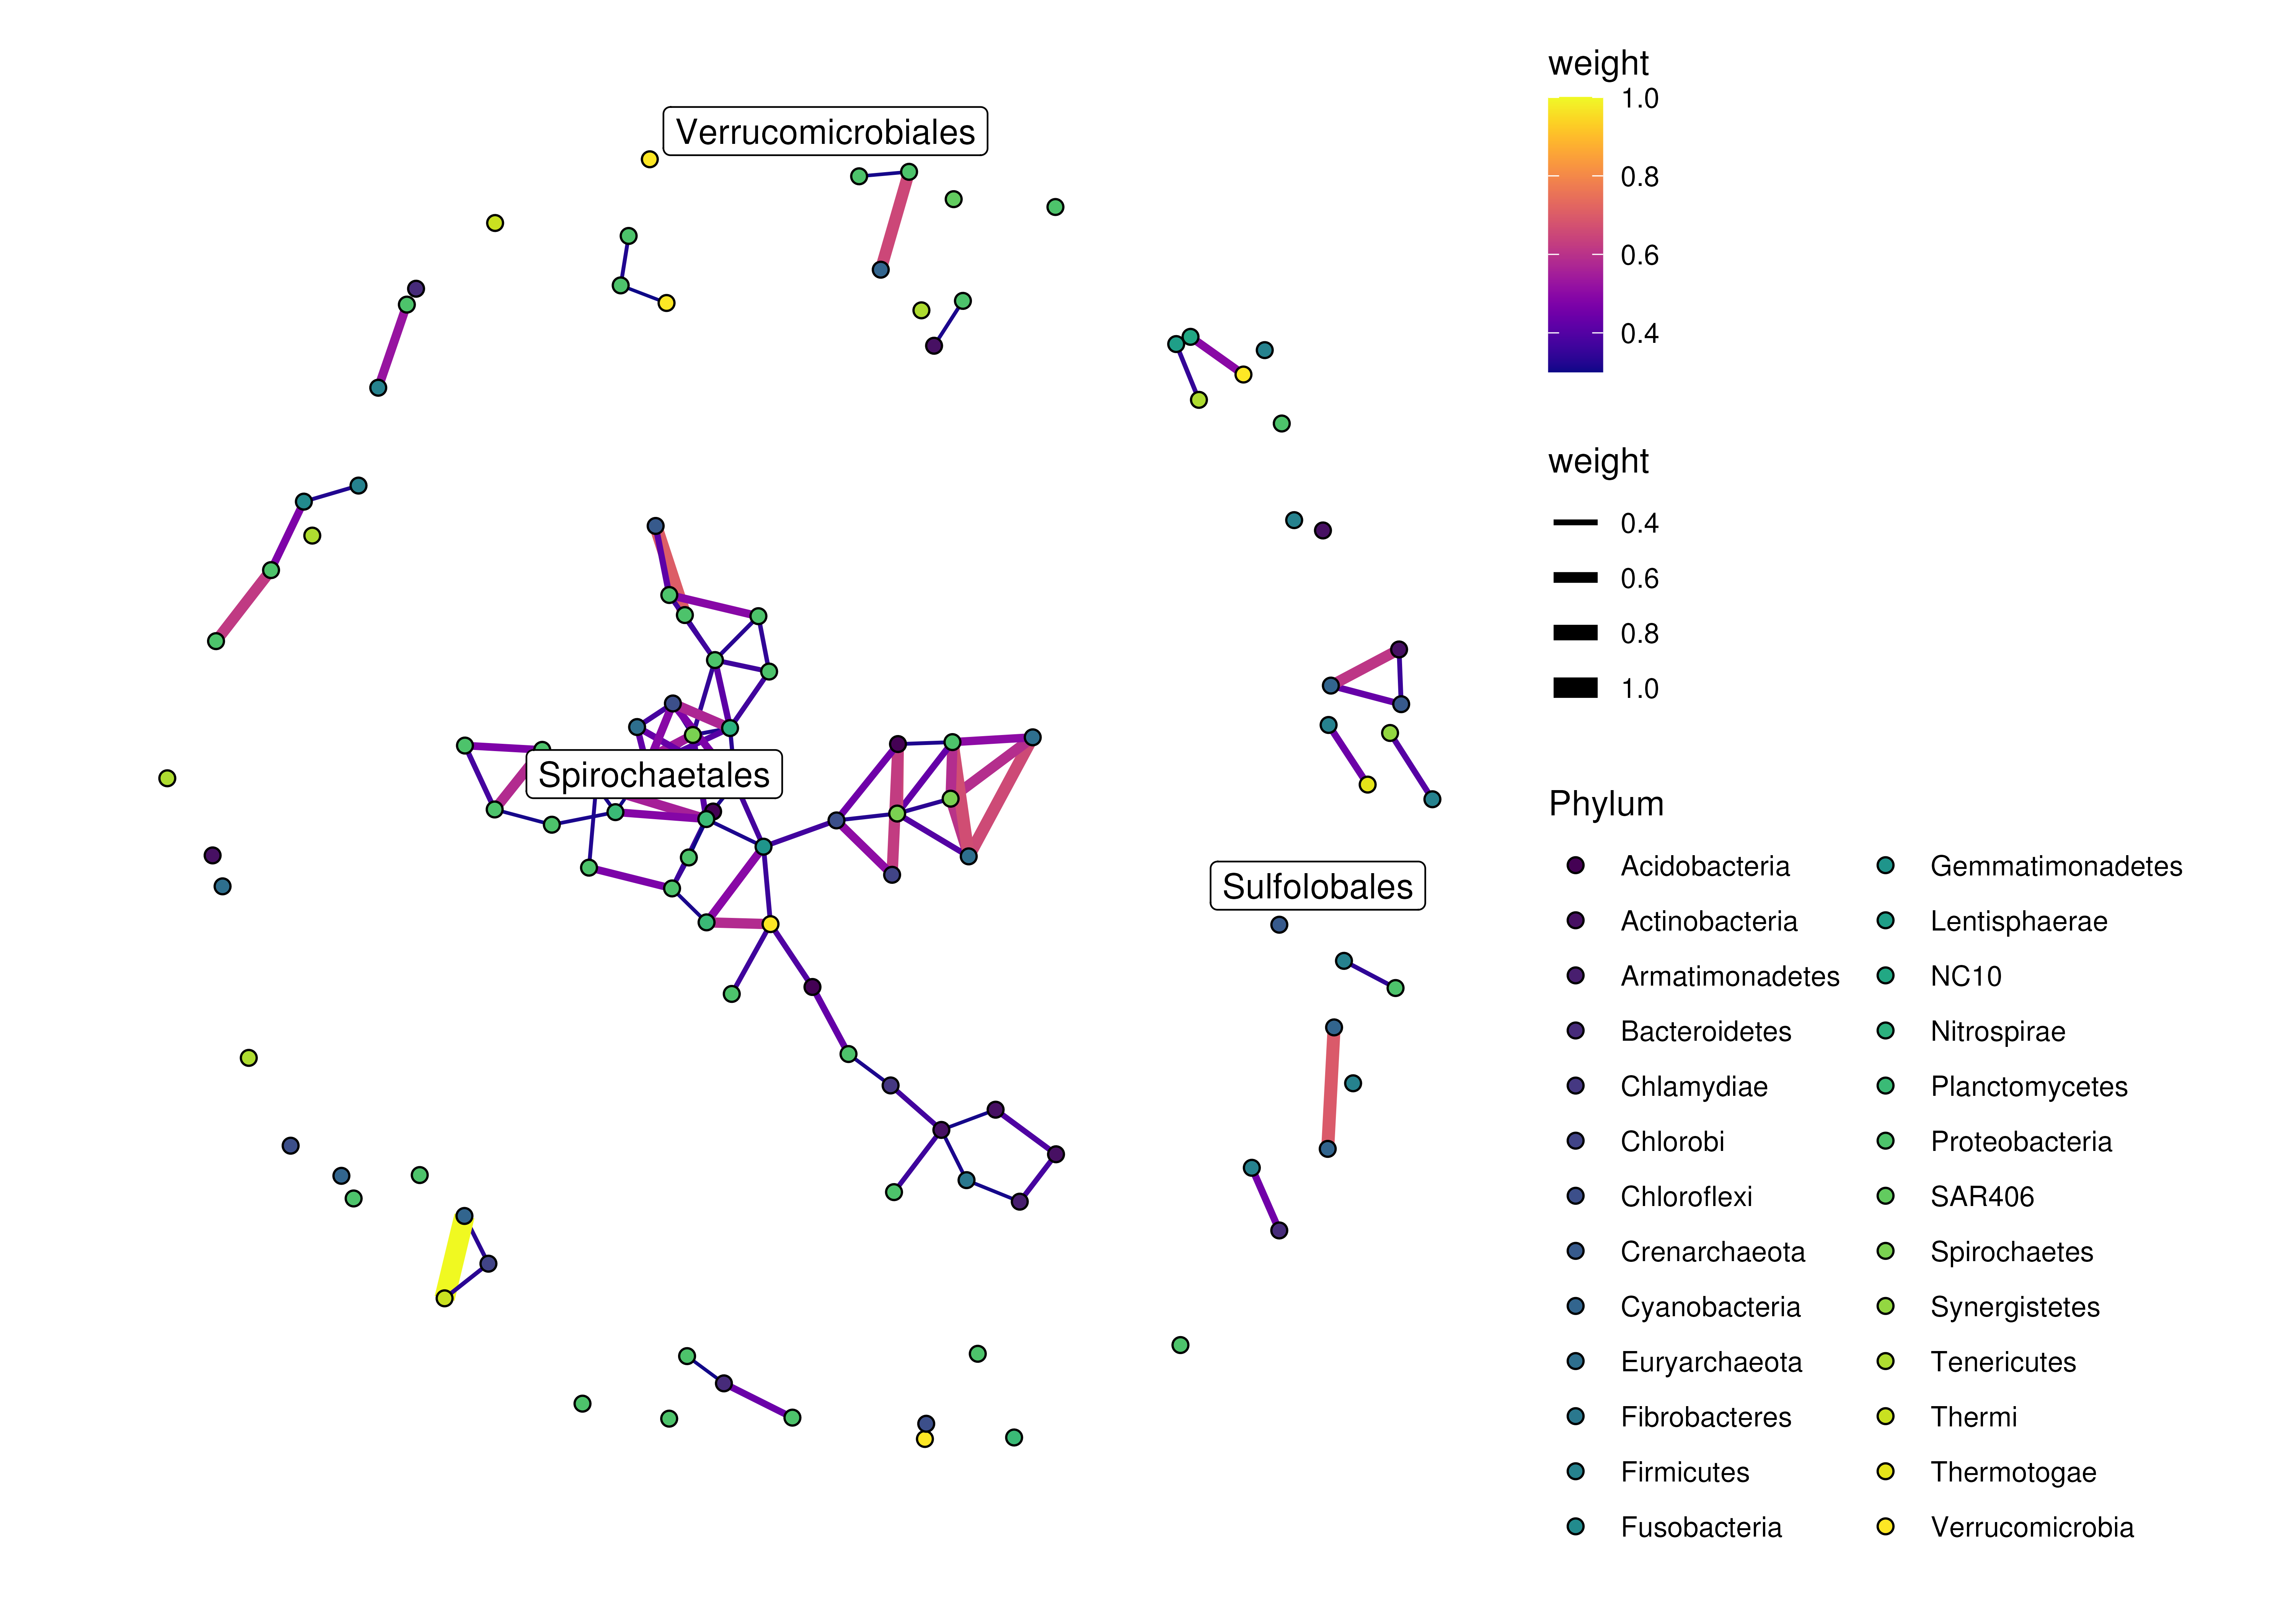 Verrucomicrobiales
Spirochaetales
Sulfolobales
weight
1.0
0.8
0.6
0.4
weight
0.4
0.6
0.8
1.0
Phylum
Acidobacteria
Actinobacteria
Armatimonadetes
Bacteroidetes
Chlamydiae
Chlorobi
Chloroflexi
Crenarchaeota
Cyanobacteria
Euryarchaeota
Fibrobacteres
Firmicutes
Fusobacteria
Gemmatimonadetes
Lentisphaerae
NC10
Nitrospirae
Planctomycetes
Proteobacteria
SAR406
Spirochaetes
Synergistetes
Tenericutes
Thermi
Thermotogae
Verrucomicrobia